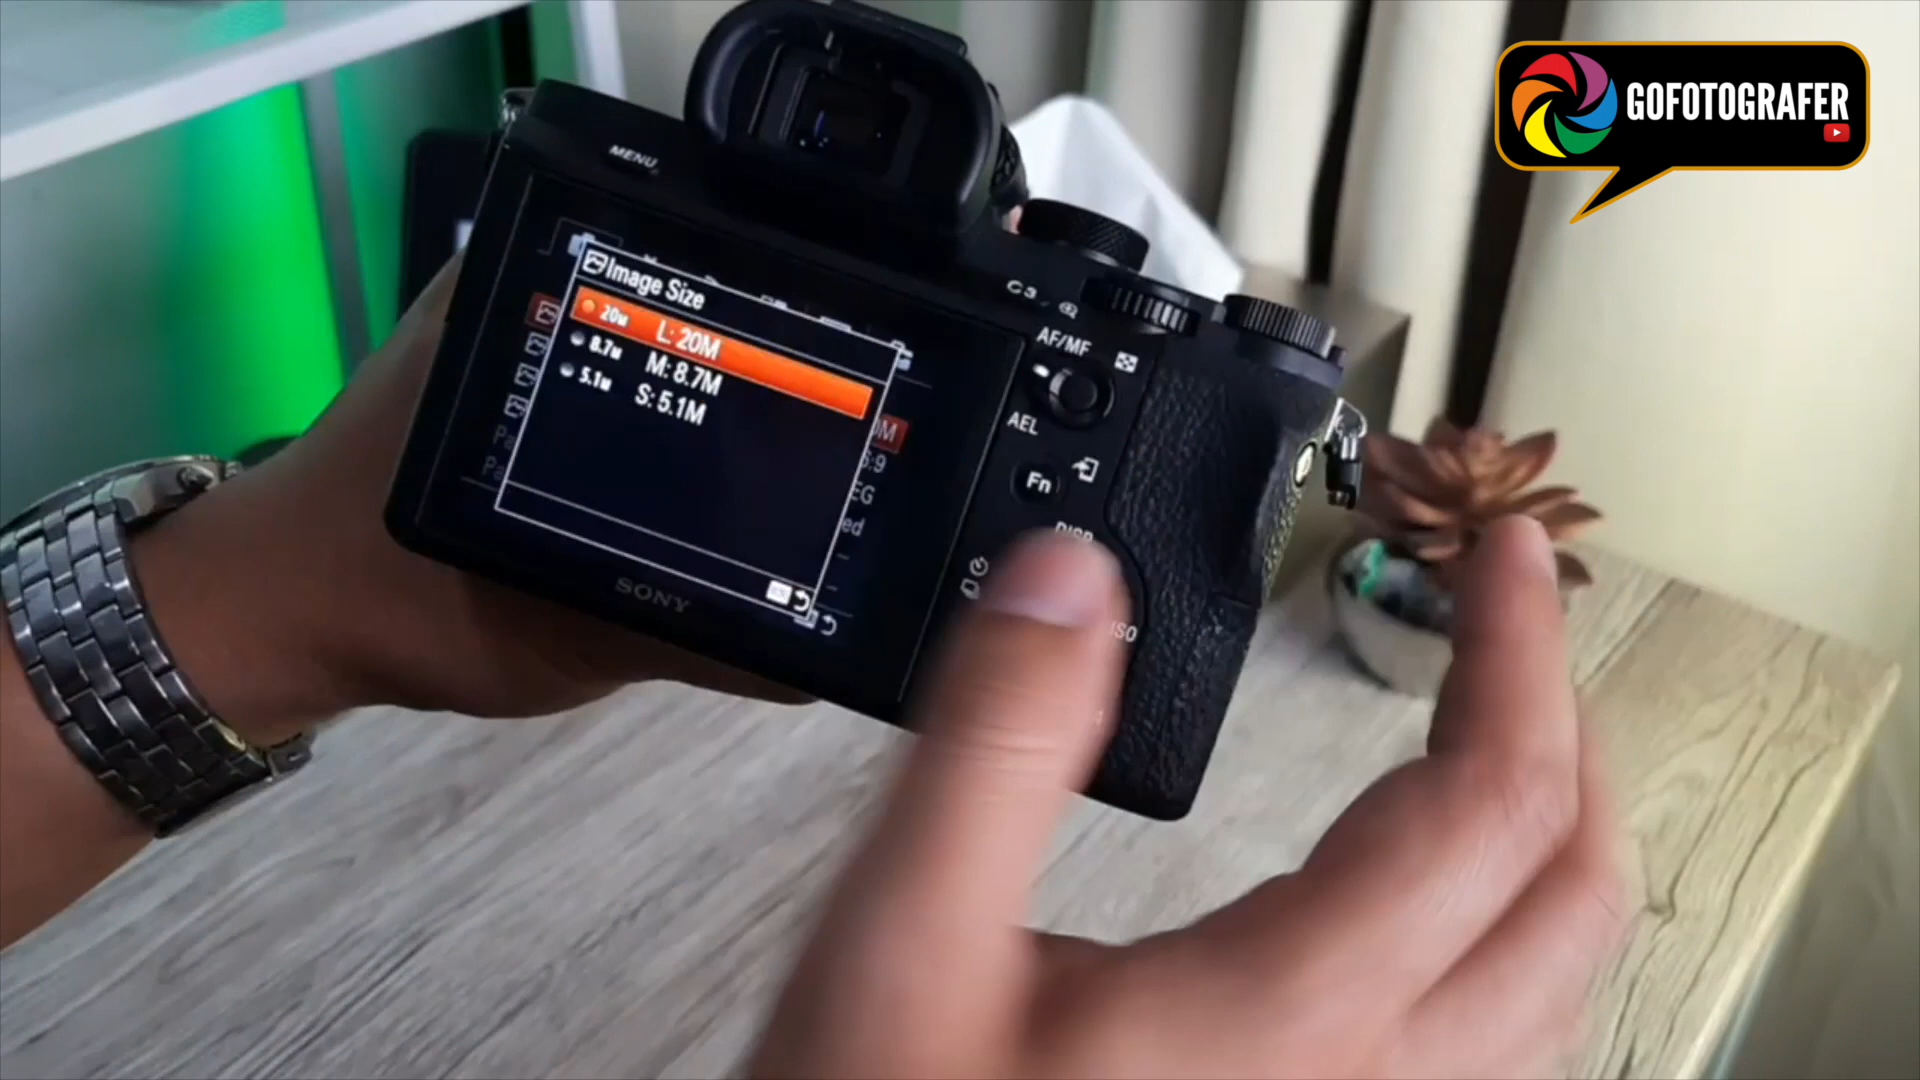 GOFOTOGRAFER
MENU
Image Size
20M L: 20M
8.7M M: 8.7M
5.1M S: 5.1M
SONY
C3
AF/MF
AEL
Fn
DISP
ISO